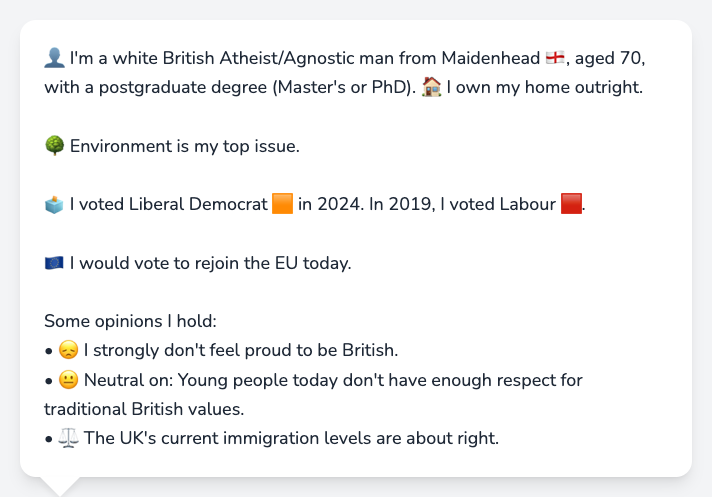 👤 I'm a white British Atheist/Agnostic man from Maidenhead 🏴󠁧󠁢󠁥󠁮󠁧󠁿, aged 70,
with a postgraduate degree (Master's or PhD). 🏠 I own my home outright.
🌳 Environment is my top issue.
🗳️ I voted Liberal Democrat 🟧 in 2024. In 2019, I voted Labour 🟥.
🇪🇺 I would vote to rejoin the EU today.
Some opinions I hold:
• 😞 I strongly don't feel proud to be British.
• 😐 Neutral on: Young people today don't have enough respect for
traditional British values.
• ⚖️ The UK's current immigration levels are about right.